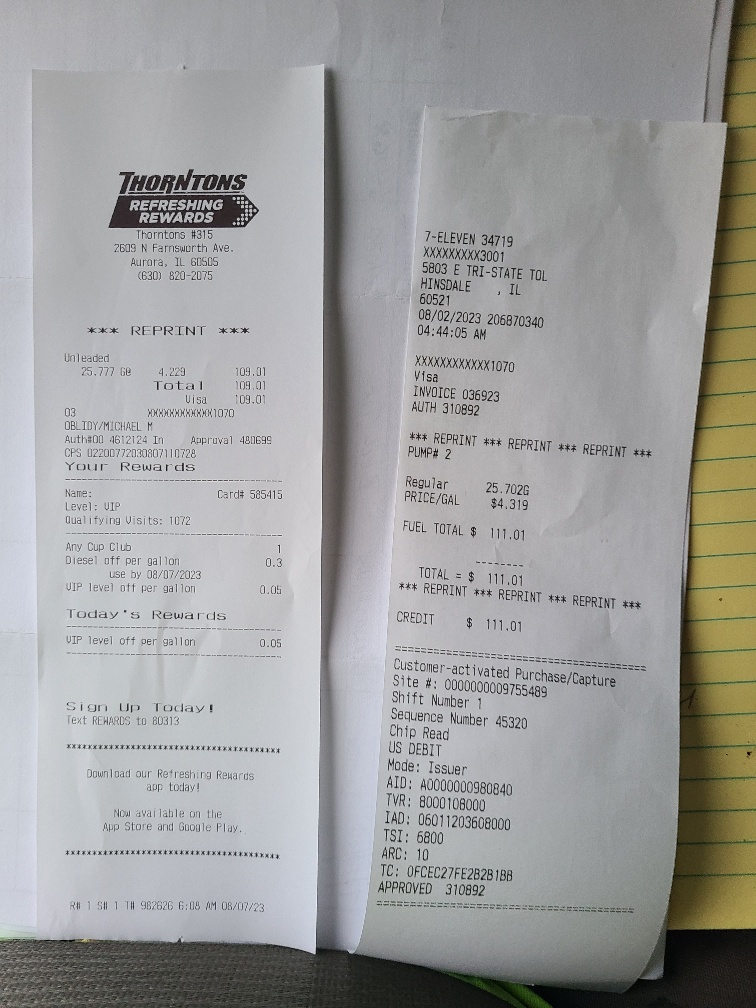 THORNTONS
REFRESHING
REWARDS
Thorntons #315
2609 N Farnsworth Ave.
Aurora, IL 60505
(630) 820-2075
*** REPRINT ***
Unleaded
25.777 G@ 4.229 109.01
Total 109.01
Visa 109.01
03 XXXXXXXXXXXX1070
OBLIDY/MICHAEL M
Auth#00 4612124 In Approval 480699
CPS 02200772030807110728
Your Rewards
Name: Card# 585415
Level: VIP
Qualifying Visits: 1072
Any Cup Club 1
Diesel off per gallon 0.3
use by 08/07/2023
VIP level off per gallon 0.05
Today's Rewards
VIP level off per gallon 0.05
Sign Up Today!
Text REWARDS to 80313
****************************************
Download our Refreshing Rewards
app today!
Now available on the
App Store and Google Play.
****************************************
R# 1 S# 1 T# 982626 6:08 AM 08/07/23
7-ELEVEN 34719
XXXXXXXXX3001
5803 E TRI-STATE TOL
HINSDALE , IL
60521
08/02/2023 206870340
04:44:05 AM
XXXXXXXXXXXX1070
Visa
INVOICE 036923
AUTH 310892
*** REPRINT *** REPRINT *** REPRINT ***
PUMP# 2
Regular 25.702G
PRICE/GAL $4.319
FUEL TOTAL $ 111.01
--------
TOTAL = $ 111.01
*** REPRINT *** REPRINT *** REPRINT ***
CREDIT $ 111.01
=======================================
Customer-activated Purchase/Capture
Site #: 0000000009755489
Shift Number 1
Sequence Number 45320
Chip Read
US DEBIT
Mode: Issuer
AID: A0000000980840
TVR: 8000108000
IAD: 06011203608000
TSI: 6800
ARC: 10
TC: 0FCEC27FE2B2B1BB
APPROVED 310892
=======================================